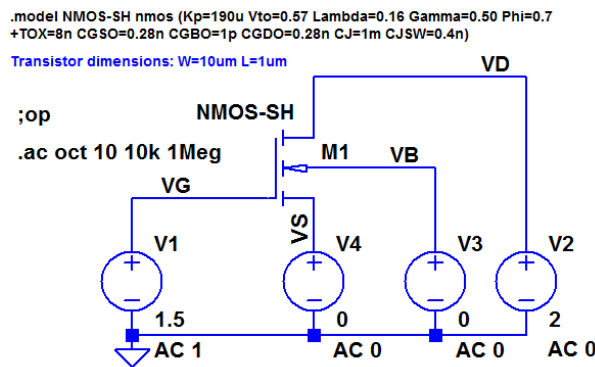 .model NMOS-SH nmos (Kp=190u Vto=0.57 Lambda=0.16 Gamma=0.50 Phi=0.7
+TOX=8n CGSO=0.28n CGBO=1p CGDO=0.28n CJ=1m CJSW=0.4n)
Transistor dimensions: W=10um L=1um
VD
;op
NMOS-SH
.ac oct 10 10k 1Meg
M1
VB
VG
VS
V1
V4
V3
V2
1.5
0
0
2
AC 1
AC 0
AC 0
AC 0